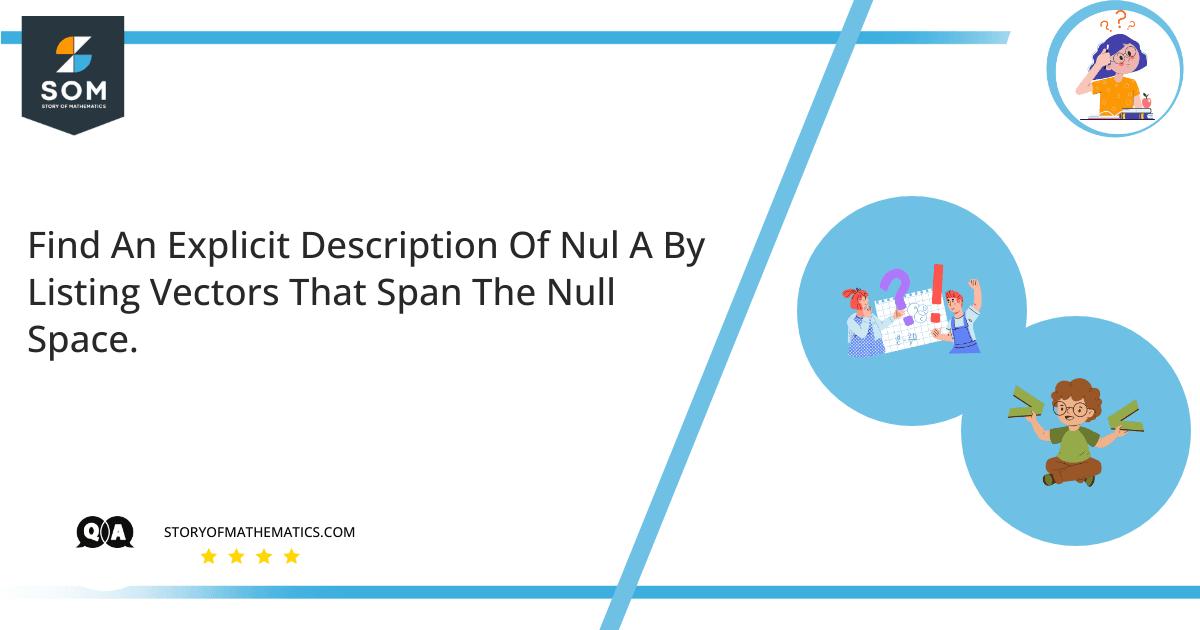 SOM
STORY OF MATHEMATICS
Find An Explicit Description Of Nul A By
Listing Vectors That Span The Null
Space.
Q A
STORYOFMATHEMATICS.COM